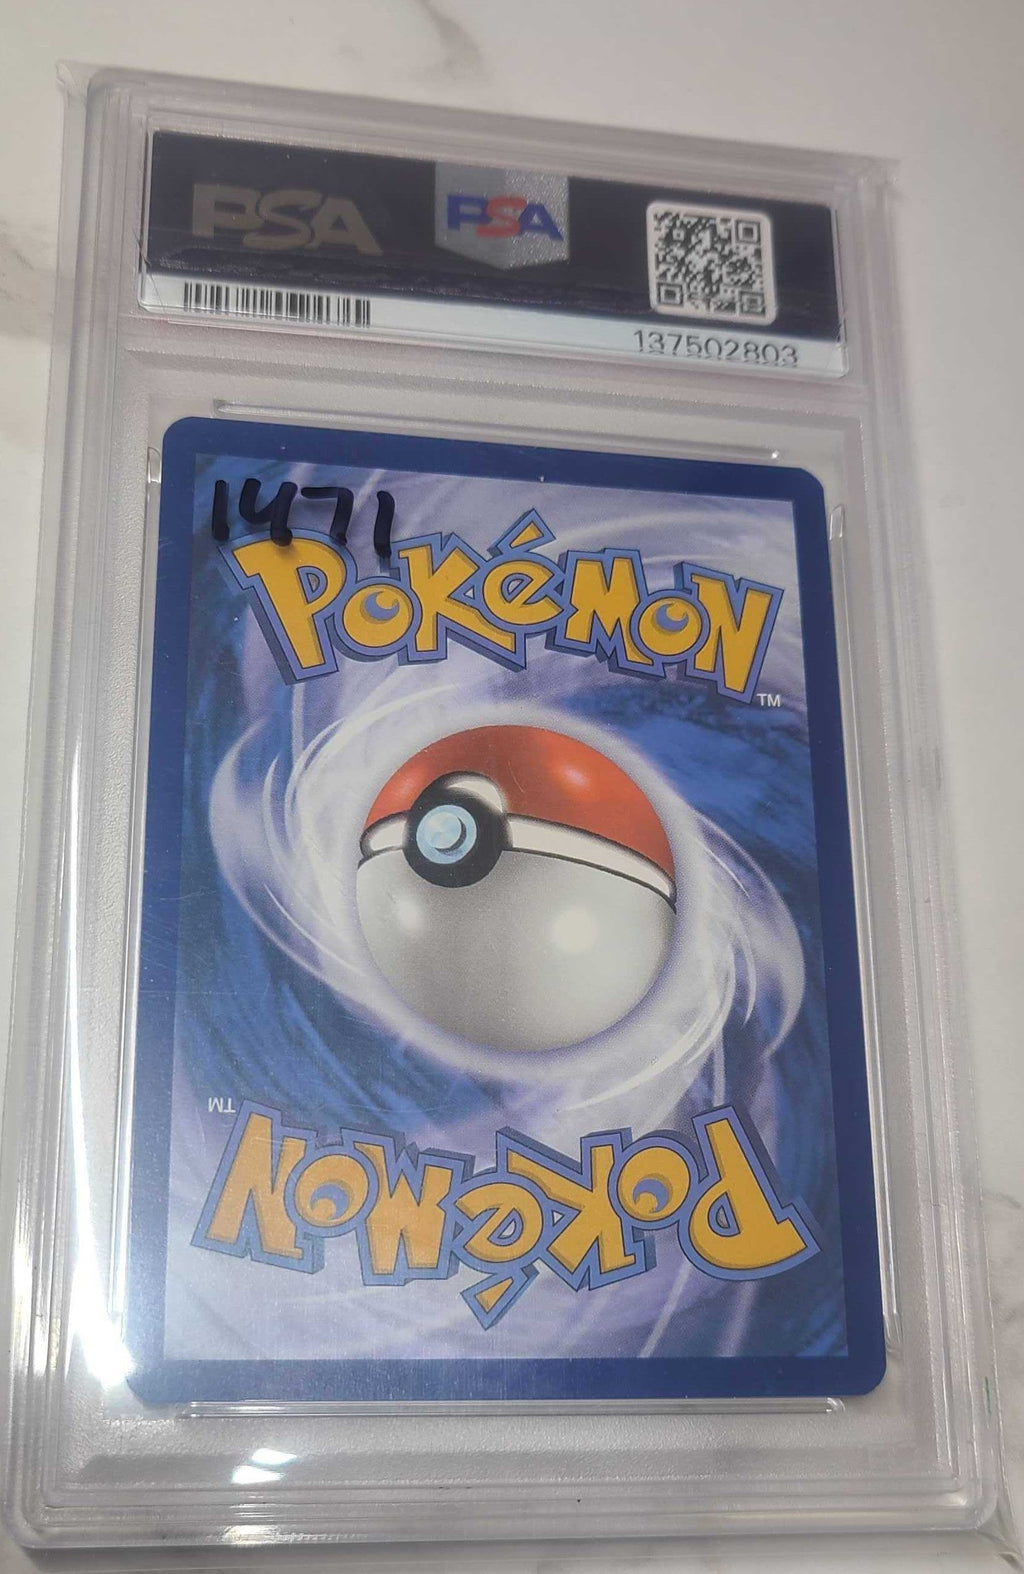 PSA PSA
137502803
1471
POKéMON
TM
TM
POKéMON